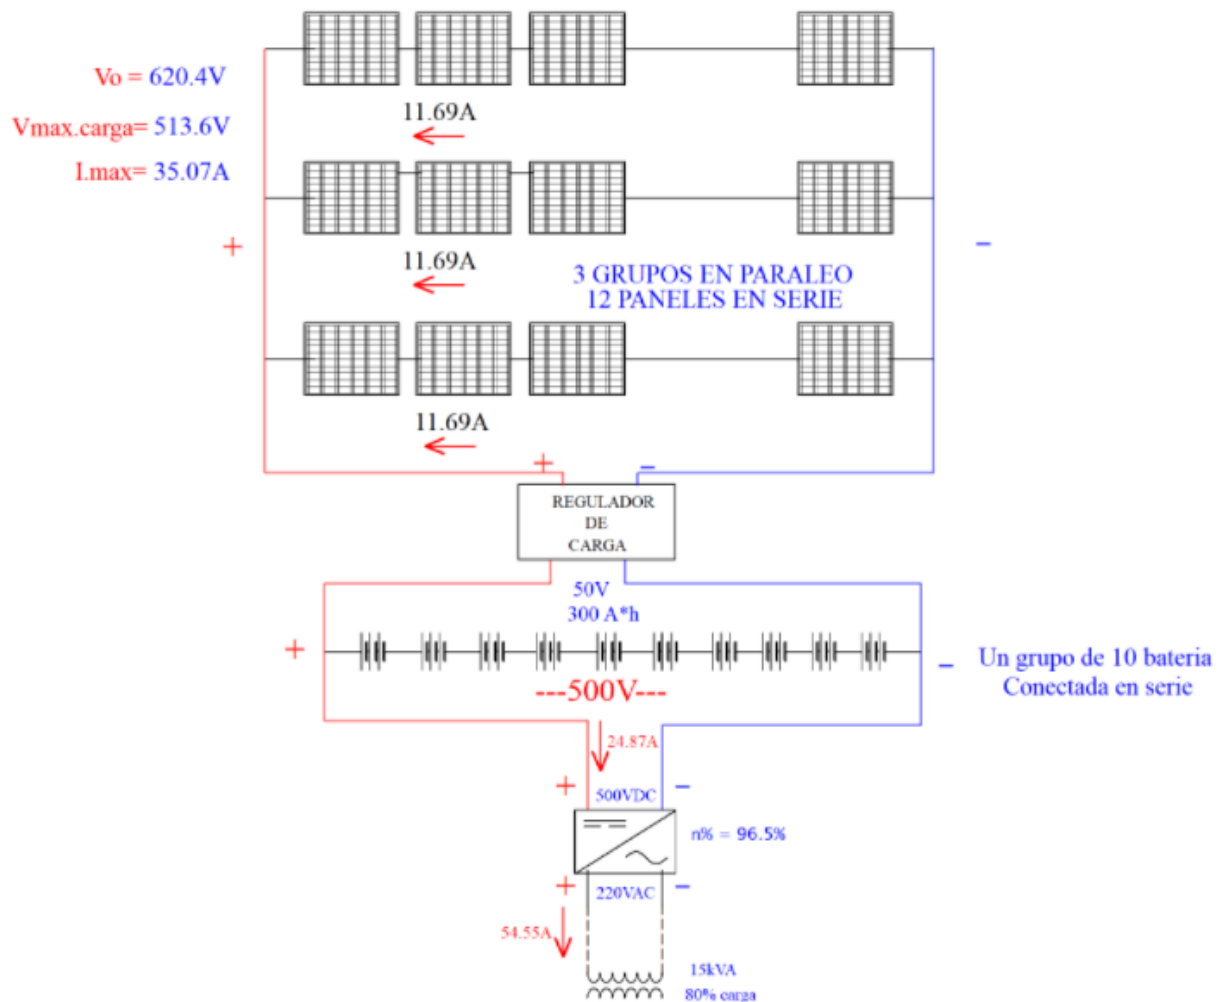 Vo = 620.4V
Vmax.carga= 513.6V
I.max= 35.07A
11.69A
+
–
11.69A
3 GRUPOS EN PARALEO
12 PANELES EN SERIE
11.69A
+
–
REGULADOR
DE
CARGA
50V
300 A*h
+
–
Un grupo de 10 bateria
Conectada en serie
---500V---
24.87A
+
–
500VDC
n% = 96.5%
+
–
220VAC
54.55A
15kVA
80% carga